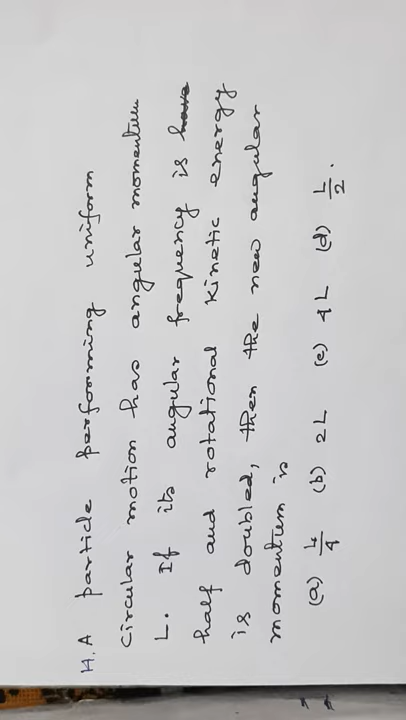 14. A particle performing uniform
circular motion has angular momentum
L. If its angular frequency is
half and rotational kinetic energy
is doubled, then the new angular
momentum is
(a) L/4 (b) 2L (c) 4L (d) L/2.